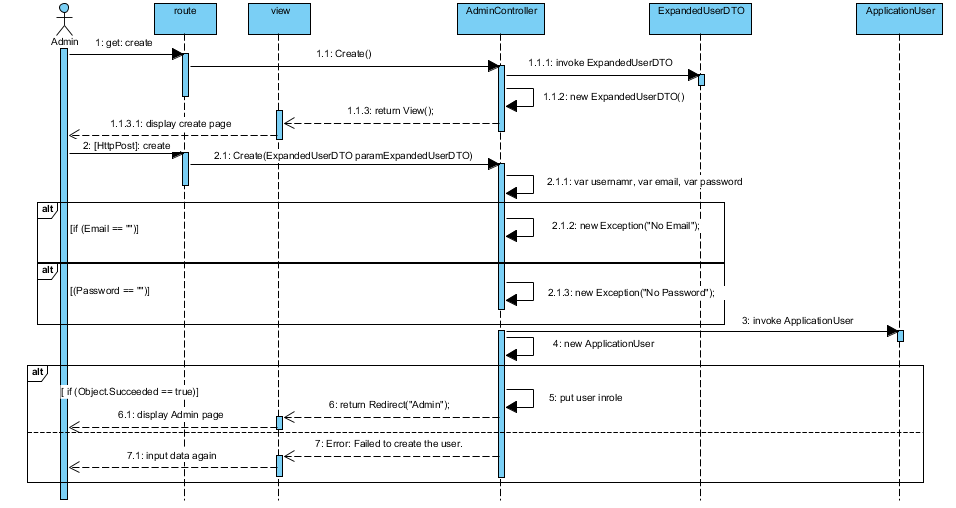 route
view
AdminController
ExpandedUserDTO
ApplicationUser
Admin
1: get: create
1.1: Create()
1.1.1: invoke ExpandedUserDTO
1.1.2: new ExpandedUserDTO()
1.1.3: return View();
1.1.3.1: display create page
2: [HttpPost]: create
2.1: Create(ExpandedUserDTO paramExpandedUserDTO)
2.1.1: var usernamr, var email, var password
alt
[if (Email == "")]
2.1.2: new Exception("No Email");
alt
[(Password == "")]
2.1.3: new Exception("No Password");
3: invoke ApplicationUser
4: new ApplicationUser
alt
[ if (Object.Succeeded == true)]
5: put user inrole
6: return Redirect("Admin");
6.1: display Admin page
7: Error: Failed to create the user.
7.1: input data again